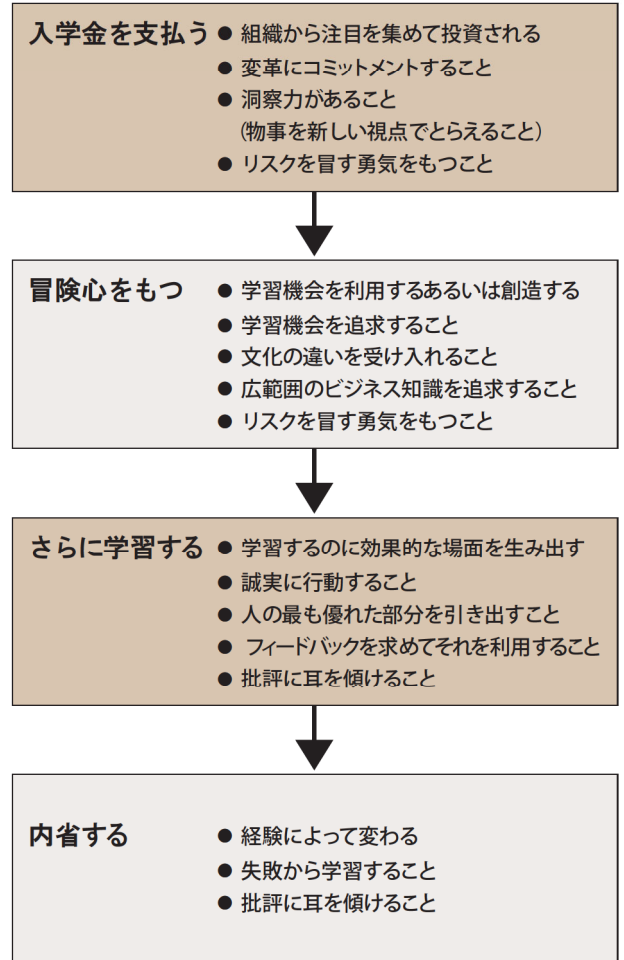 入学金を支払う ● 組織から注目を集めて投資される
● 変革にコミットメントすること
● 洞察力があること
(物事を新しい視点でとらえること)
● リスクを冒す勇気をもつこと
冒険心をもつ ● 学習機会を利用するあるいは創造する
● 学習機会を追求すること
● 文化の違いを受け入れること
● 広範囲のビジネス知識を追求すること
● リスクを冒す勇気をもつこと
さらに学習する ● 学習するのに効果的な場面を生み出す
● 誠実に行動すること
● 人の最も優れた部分を引き出すこと
● フィードバックを求めてそれを利用すること
● 批評に耳を傾けること
内省する ● 経験によって変わる
● 失敗から学習すること
● 批評に耳を傾けること